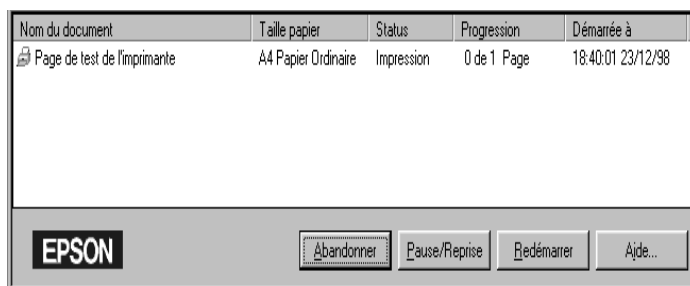 Nom du document Taille papier Status Progression Démarrée à
Page de test de l'imprimante A4 Papier Ordinaire Impression 0 de 1 Page 18:40:01 23/12/98
EPSON Abandonner Pause/Reprise Redémarrer Aide...